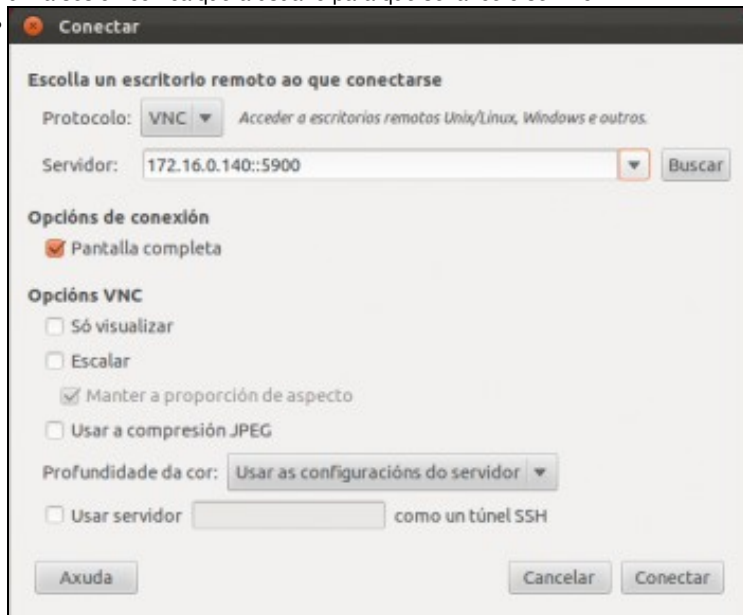 Conectar
Escolla un escritorio remoto ao que conectarse
Protocolo: VNC Acceder a escritorios remotos Unix/Linux, Windows e outros.
Servidor: 172.16.0.140::5900 Buscar
Opcións de conexión
Pantalla completa
Opcións VNC
Só visualizar
Escalar
Manter a proporción de aspecto
Usar a compresión JPEG
Profundidade da cor: Usar as configuracións do servidor
Usar servidor como un túnel SSH
Axuda Cancelar Conectar